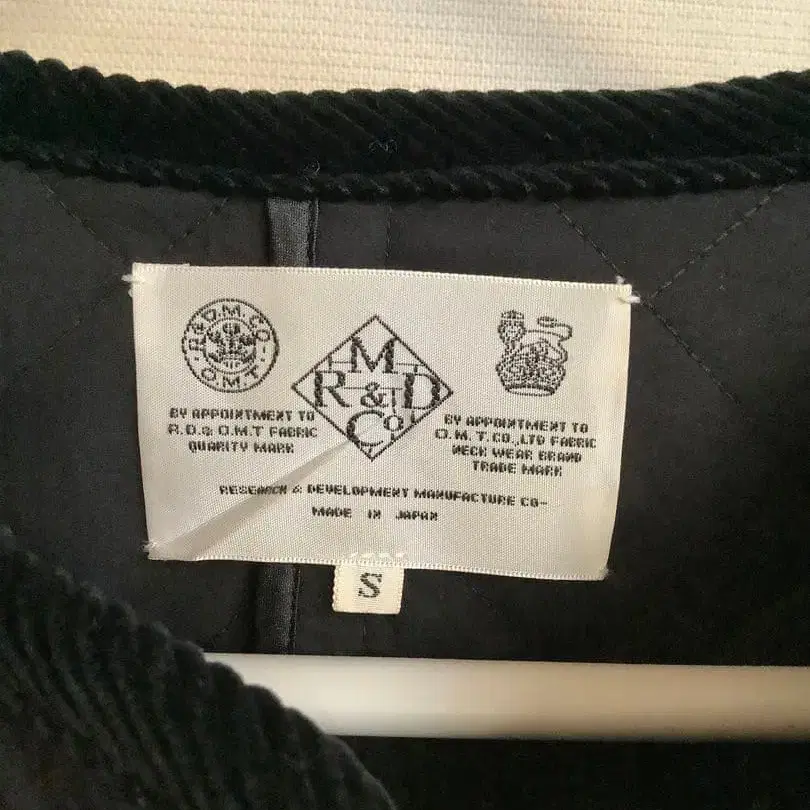 R.&D.M.CO.
O.M.T
M
R & D
Co
BY APPOINTMENT TO
R.D.& O.M.T FABRIC
QUARITY MARK
BY APPOINTMENT TO
O.M.T.CO.,LTD FABRIC
NECK WEAR BRAND
TRADE MARK
RESEARCH & DEVELOPMENT MANUFACTURE CO-
MADE IN JAPAN
S